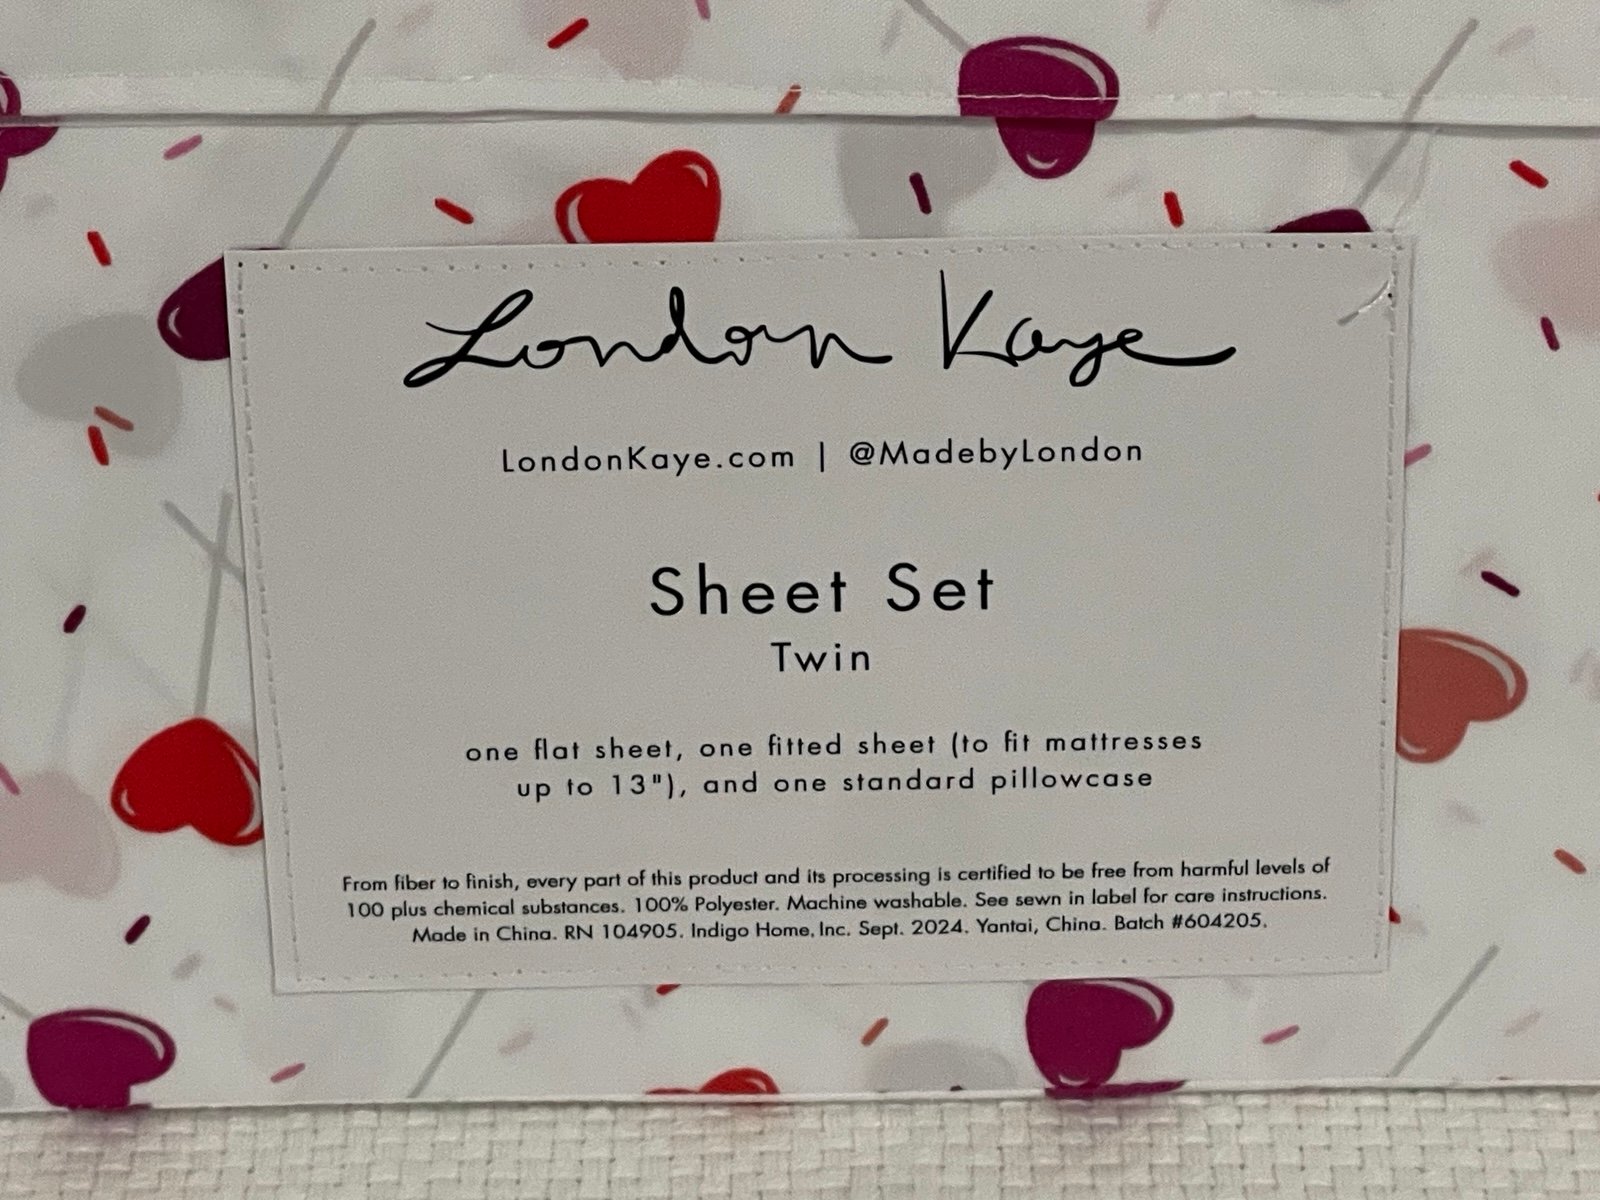 London Kaye
LondonKaye.com | @MadebyLondon
Sheet Set
Twin
one flat sheet, one fitted sheet (to fit mattresses
up to 13"), and one standard pillowcase
From fiber to finish, every part of this product and its processing is certified to be free from harmful levels of
100 plus chemical substances. 100% Polyester. Machine washable. See sewn in label for care instructions.
Made in China. RN 104905. Indigo Home, Inc. Sept. 2024. Yantai, China. Batch #604205.